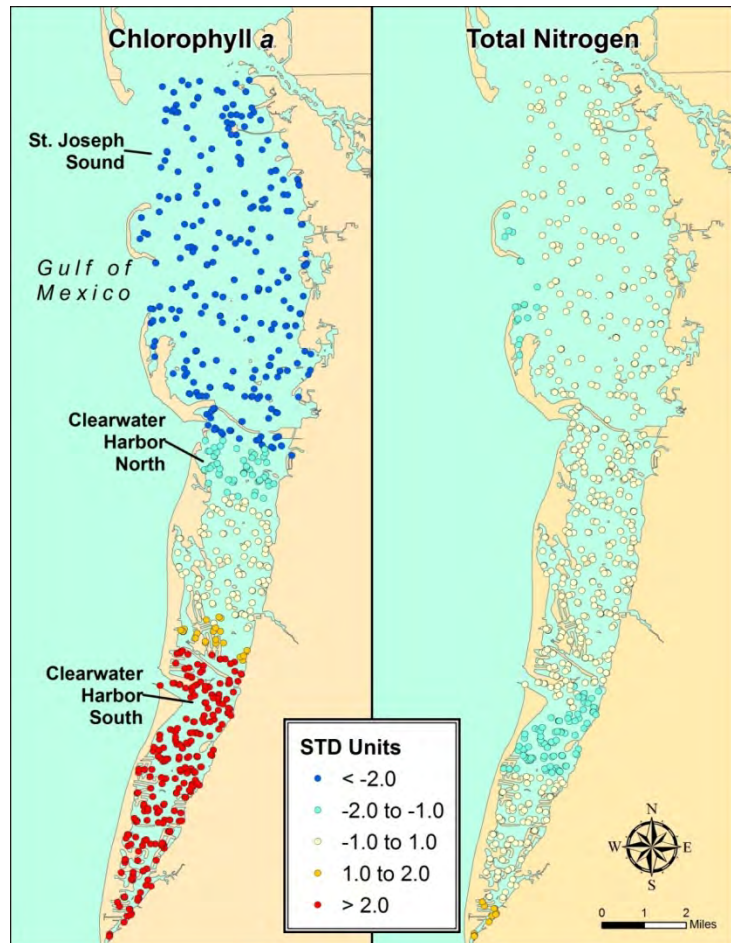 Chlorophyll a
Total Nitrogen
St. Joseph
Sound
Gulf of
Mexico
Clearwater
Harbor
North
Clearwater
Harbor
South
STD Units
< -2.0
-2.0 to -1.0
-1.0 to 1.0
1.0 to 2.0
> 2.0
N
W E
S
0 1 2
Miles